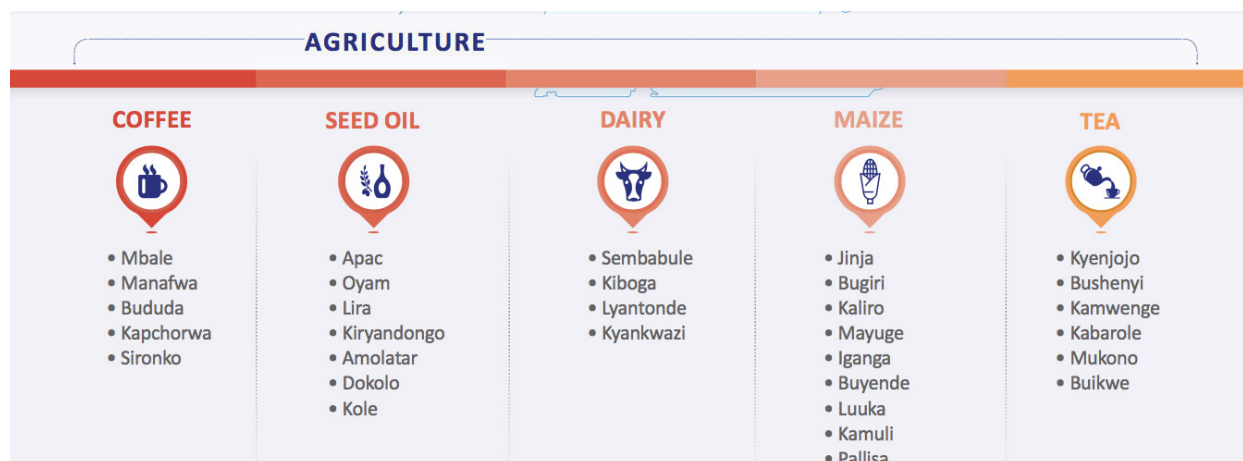 AGRICULTURE
COFFEE
• Mbale
• Manafwa
• Bududa
• Kapchorwa
• Sironko
SEED OIL
• Apac
• Oyam
• Lira
• Kiryandongo
• Amolatar
• Dokolo
• Kole
DAIRY
• Sembabule
• Kiboga
• Lyantonde
• Kyankwazi
MAIZE
• Jinja
• Bugiri
• Kaliro
• Mayuge
• Iganga
• Buyende
• Luuka
• Kamuli
• Pallisa
TEA
• Kyenjojo
• Bushenyi
• Kamwenge
• Kabarole
• Mukono
• Buikwe